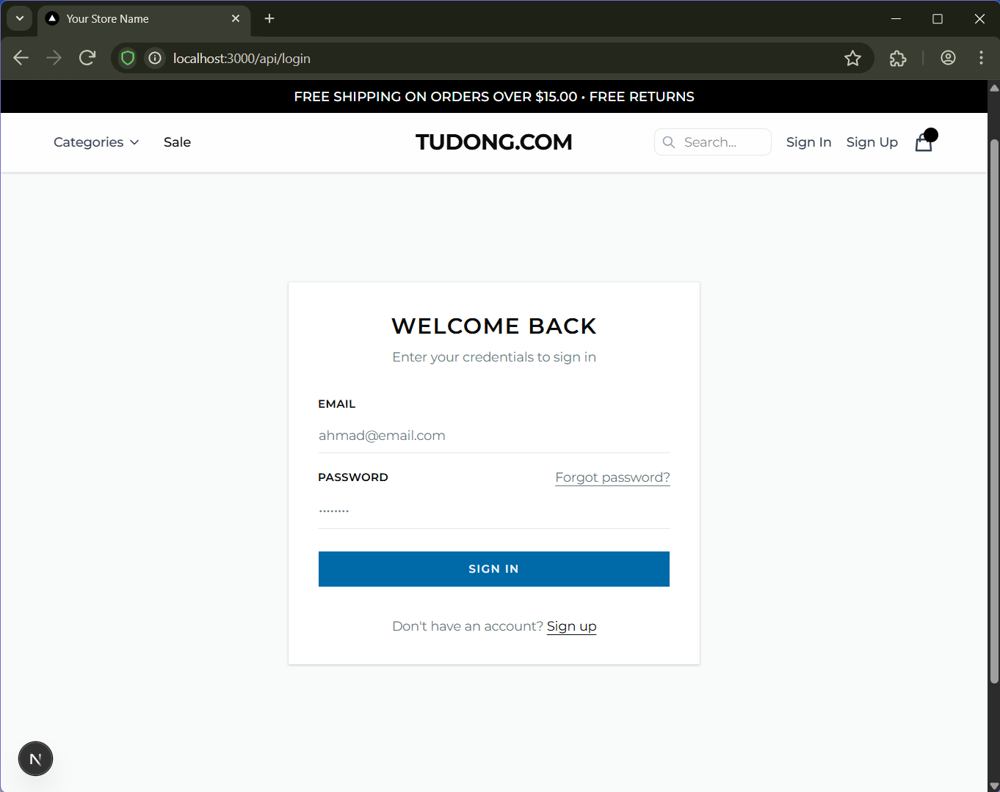 Your Store Name
localhost:3000/api/login
FREE SHIPPING ON ORDERS OVER $15.00 • FREE RETURNS
Categories Sale TUDONG.COM Search... Sign In Sign Up
WELCOME BACK
Enter your credentials to sign in
EMAIL
ahmad@email.com
PASSWORD Forgot password?
••••••••
SIGN IN
Don't have an account? Sign up
N